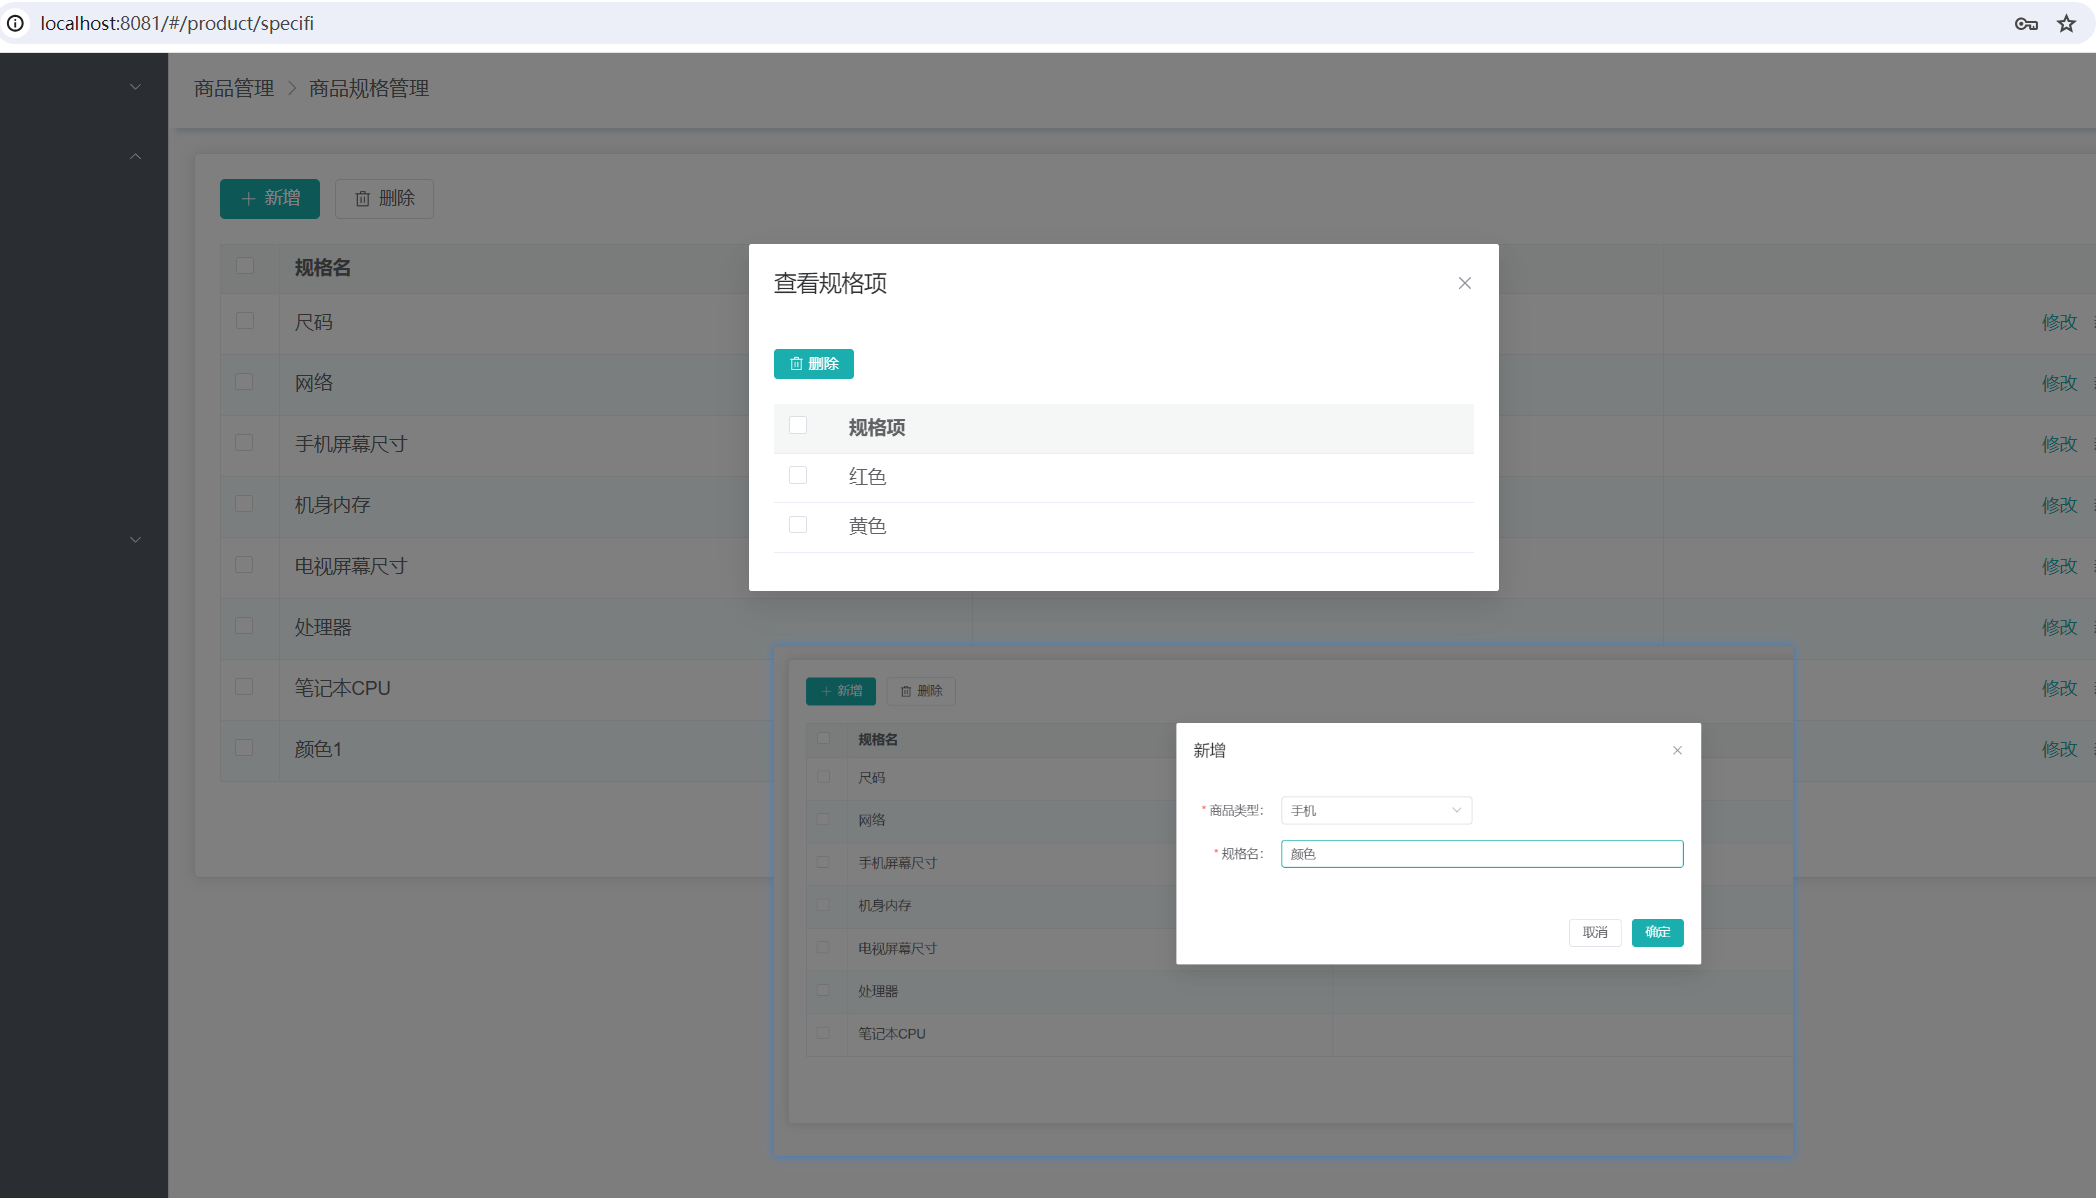 localhost:8081/#/product/specifi
商品管理 > 商品规格管理
+ 新增 删除
规格名
尺码 修改
网络 修改
手机屏幕尺寸 修改
机身内存 修改
电视屏幕尺寸 修改
处理器 修改
笔记本CPU 修改
颜色1 修改
查看规格项
删除
规格项
红色
黄色
+ 新增 删除
规格名
尺码
网络
手机屏幕尺寸
机身内存
电视屏幕尺寸
处理器
笔记本CPU
新增
* 商品类型: 手机
* 规格名: 颜色
取消 确定